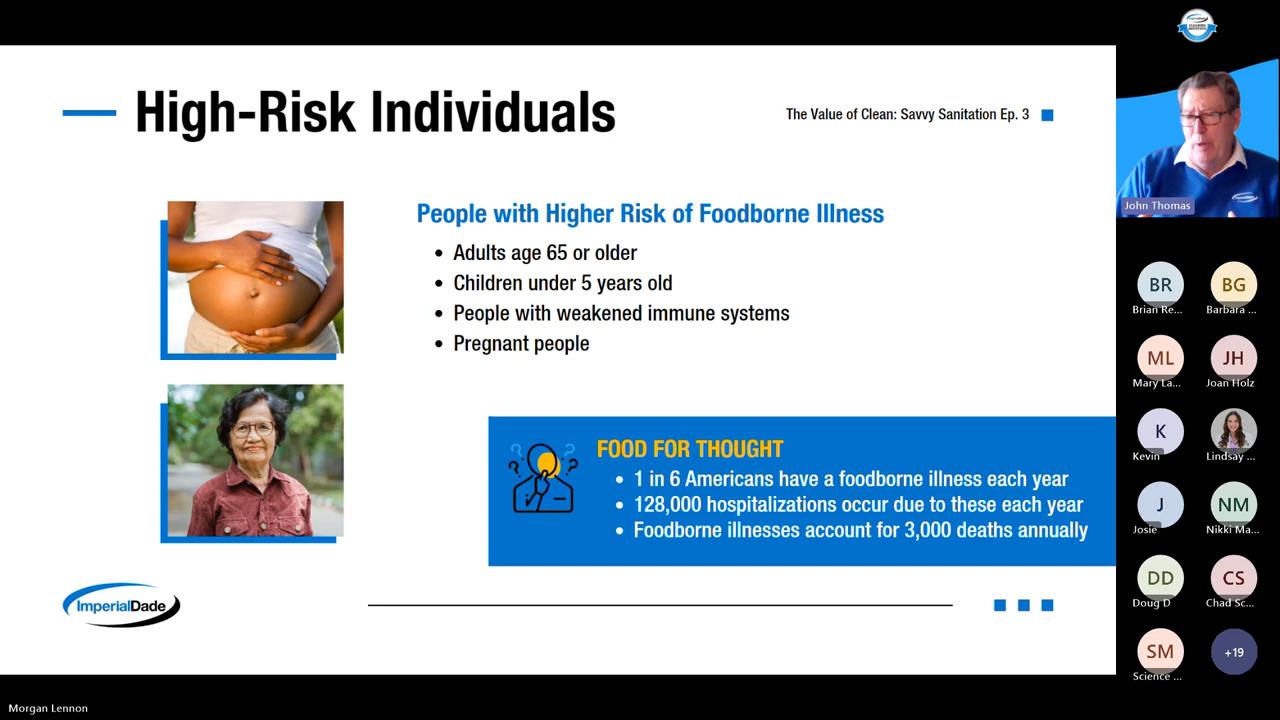 High-Risk Individuals
The Value of Clean: Savvy Sanitation Ep. 3
People with Higher Risk of Foodborne Illness
• Adults age 65 or older
• Children under 5 years old
• People with weakened immune systems
• Pregnant people
FOOD FOR THOUGHT
• 1 in 6 Americans have a foodborne illness each year
• 128,000 hospitalizations occur due to these each year
• Foodborne illnesses account for 3,000 deaths annually
ImperialDade
John Thomas
BR
BG
Brian Re...
Barbara ...
ML
JH
Mary La...
Joan Holz
K
Kevin
Lindsay ...
J
NM
Josie
Nikki Ma...
DD
CS
Doug D
Chad Sc...
SM
+19
Science ...
Morgan Lennon